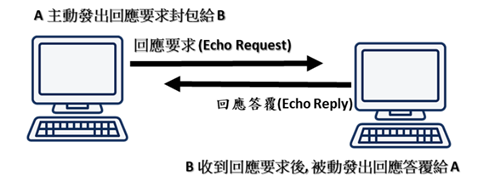 A 主動發出回應要求封包給 B
回應要求 (Echo Request)
回應答覆(Echo Reply)
B 收到回應要求後, 被動發出回應答覆給 A